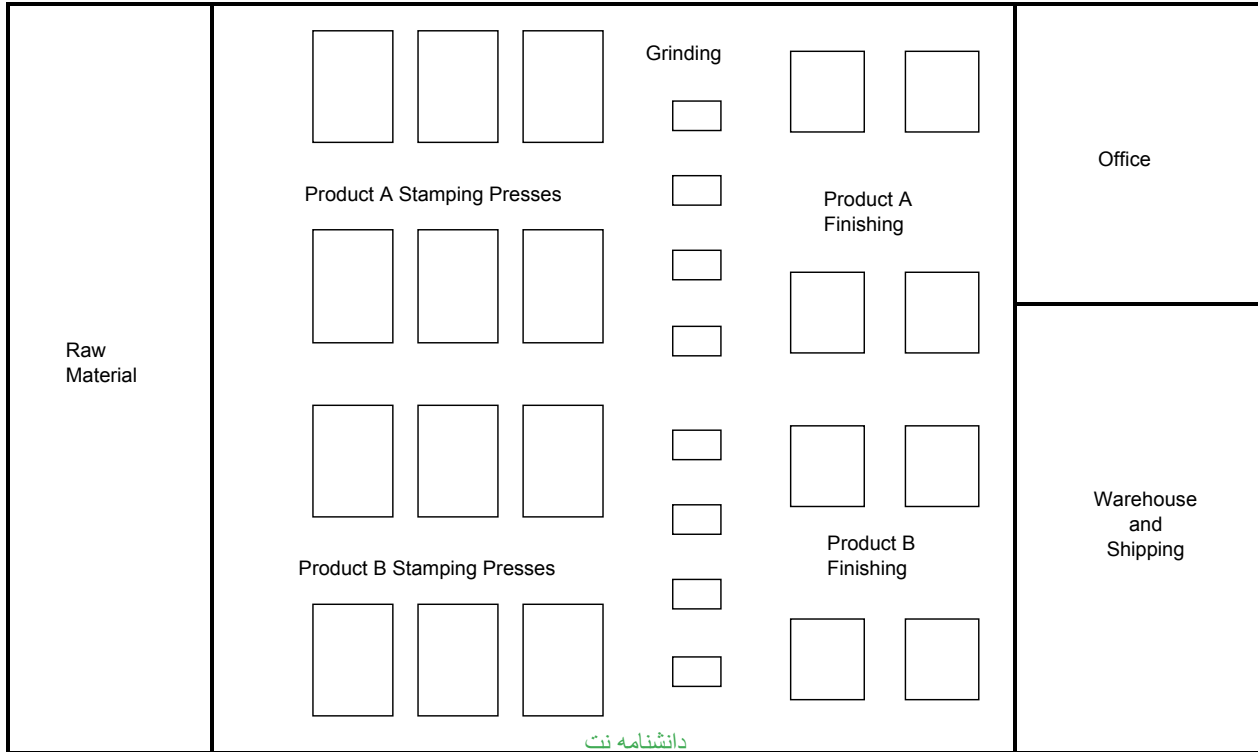 Grinding
Office
Product A Stamping Presses
Product A
Finishing
Raw
Material
Warehouse
and
Shipping
Product B Stamping Presses
Product B
Finishing
دانشنامه نت